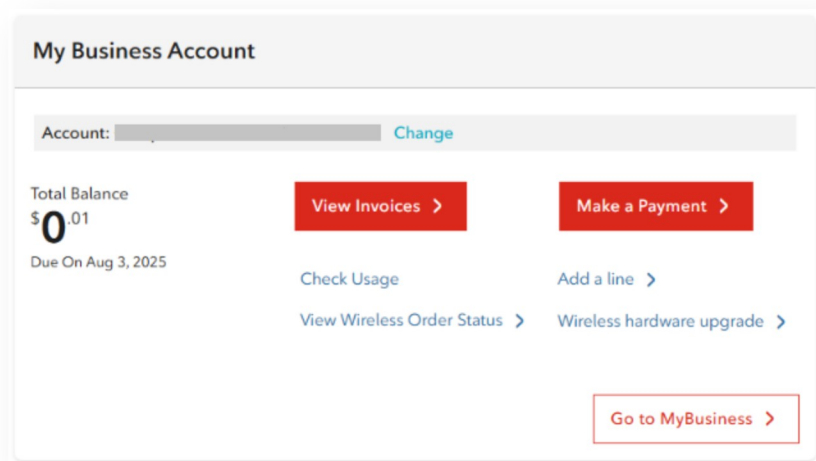 My Business Account
Account: Change
Total Balance
$0.01
Due On Aug 3, 2025
View Invoices
Make a Payment
Check Usage
Add a line
View Wireless Order Status
Wireless hardware upgrade
Go to MyBusiness